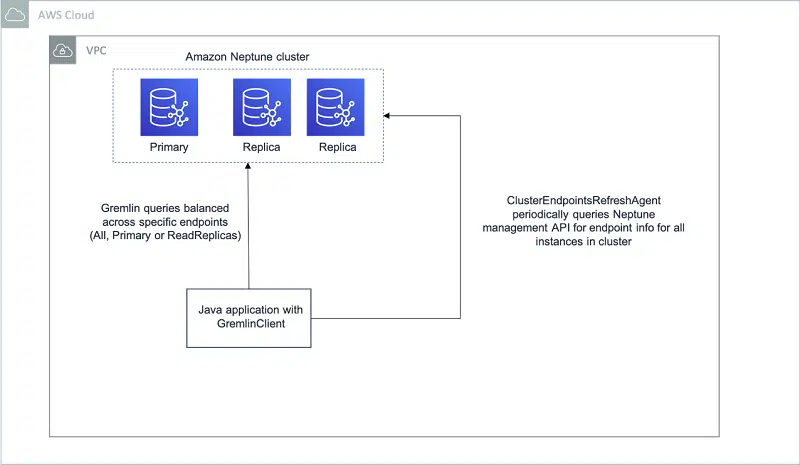 AWS Cloud
VPC
Amazon Neptune cluster
Primary
Replica
Replica
Gremlin queries balanced
across specific endpoints
(All, Primary or ReadReplicas)
ClusterEndpointsRefreshAgent
periodically queries Neptune
management API for endpoint info for all
instances in cluster
Java application with
GremlinClient